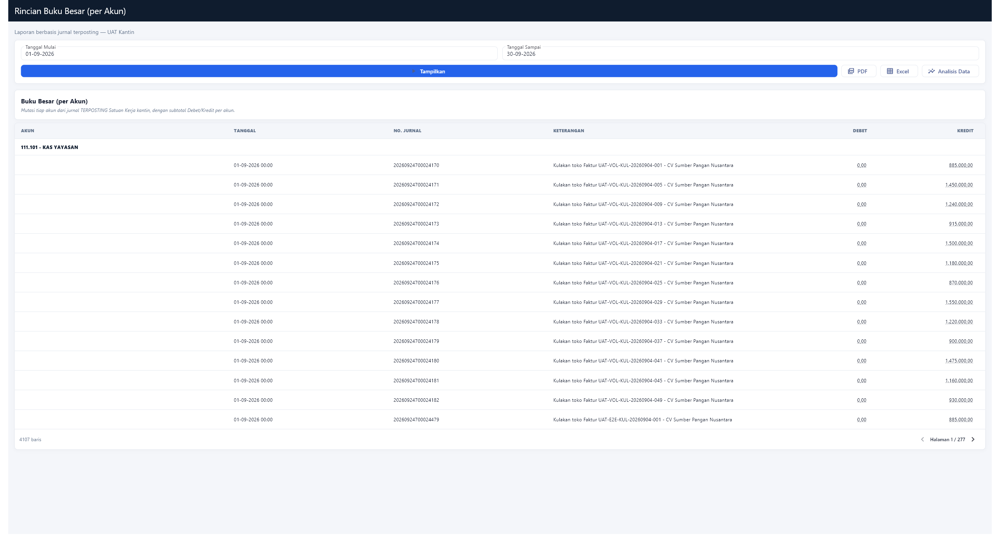 Rincian Buku Besar (per Akun)
Laporan berbasis jurnal terposting — UAT Kantin
Tanggal Mulai
01-09-2026
Tanggal Sampai
30-09-2026
Tampilkan
PDF
Excel
Analisis Data
Buku Besar (per Akun)
Mutasi tiap akun dari jurnal TERPOSTING Satuan Kerja kantin, dengan subtotal Debet/Kredit per akun.
AKUN TANGGAL NO. JURNAL KETERANGAN DEBET KREDIT
111.101 - KAS YAYASAN
01-09-2026 00:00 20260924700024170 Kulakan toko Faktur UAT-VOL-KUL-20260904-001 - CV Sumber Pangan Nusantara 0,00 885.000,00
01-09-2026 00:00 20260924700024171 Kulakan toko Faktur UAT-VOL-KUL-20260904-005 - CV Sumber Pangan Nusantara 0,00 1.450.000,00
01-09-2026 00:00 20260924700024172 Kulakan toko Faktur UAT-VOL-KUL-20260904-009 - CV Sumber Pangan Nusantara 0,00 1.240.000,00
01-09-2026 00:00 20260924700024173 Kulakan toko Faktur UAT-VOL-KUL-20260904-013 - CV Sumber Pangan Nusantara 0,00 915.000,00
01-09-2026 00:00 20260924700024174 Kulakan toko Faktur UAT-VOL-KUL-20260904-017 - CV Sumber Pangan Nusantara 0,00 1.500.000,00
01-09-2026 00:00 20260924700024175 Kulakan toko Faktur UAT-VOL-KUL-20260904-021 - CV Sumber Pangan Nusantara 0,00 1.180.000,00
01-09-2026 00:00 20260924700024176 Kulakan toko Faktur UAT-VOL-KUL-20260904-025 - CV Sumber Pangan Nusantara 0,00 870.000,00
01-09-2026 00:00 20260924700024177 Kulakan toko Faktur UAT-VOL-KUL-20260904-029 - CV Sumber Pangan Nusantara 0,00 1.550.000,00
01-09-2026 00:00 20260924700024178 Kulakan toko Faktur UAT-VOL-KUL-20260904-033 - CV Sumber Pangan Nusantara 0,00 1.220.000,00
01-09-2026 00:00 20260924700024179 Kulakan toko Faktur UAT-VOL-KUL-20260904-037 - CV Sumber Pangan Nusantara 0,00 900.000,00
01-09-2026 00:00 20260924700024180 Kulakan toko Faktur UAT-VOL-KUL-20260904-041 - CV Sumber Pangan Nusantara 0,00 1.475.000,00
01-09-2026 00:00 20260924700024181 Kulakan toko Faktur UAT-VOL-KUL-20260904-045 - CV Sumber Pangan Nusantara 0,00 1.160.000,00
01-09-2026 00:00 20260924700024182 Kulakan toko Faktur UAT-VOL-KUL-20260904-049 - CV Sumber Pangan Nusantara 0,00 930.000,00
01-09-2026 00:00 20260924700024479 Kulakan toko Faktur UAT-E2E-KUL-20260904-001 - CV Sumber Pangan Nusantara 0,00 885.000,00
4107 baris
Halaman 1 / 277